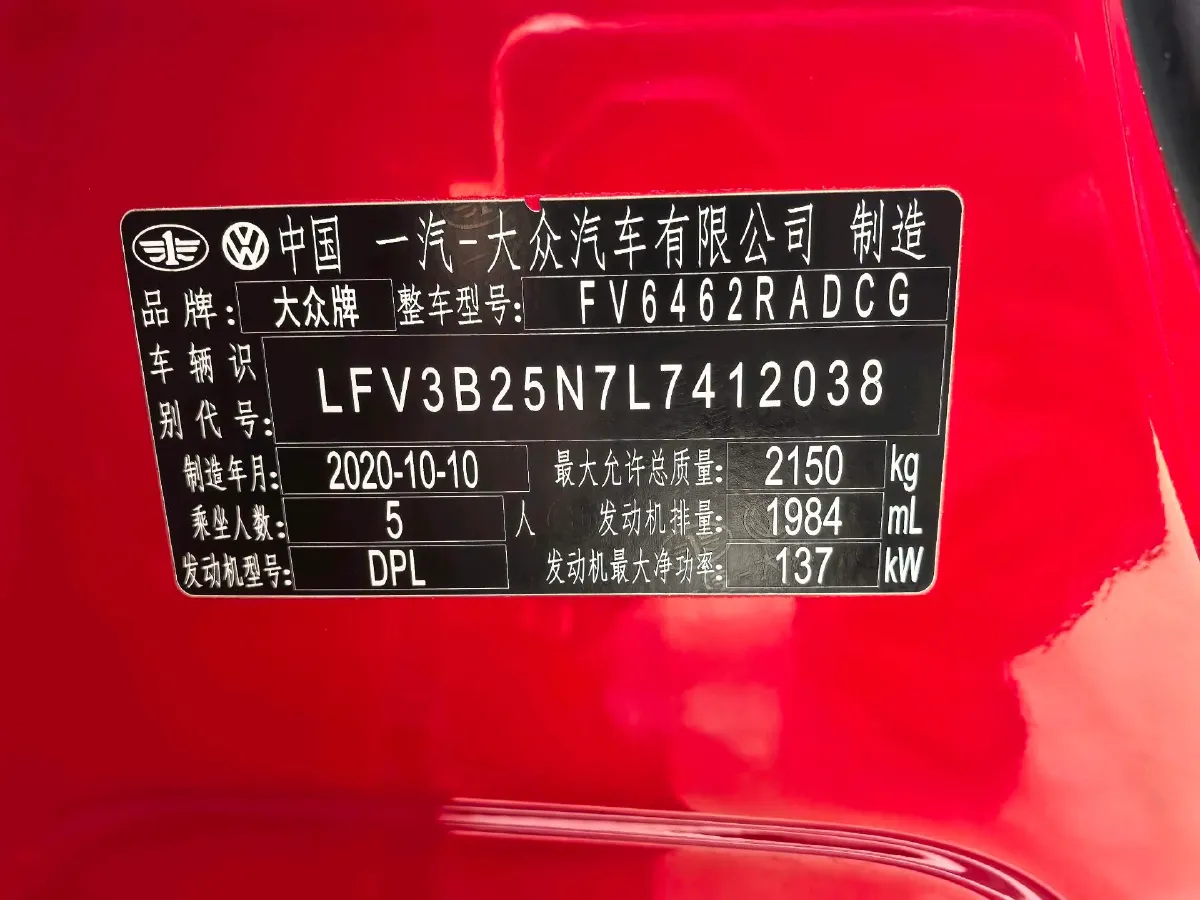 中国 一汽-大众汽车有限公司 制造
品牌: 大众牌 整车型号: FV6462RADCG
车辆识别代号: LFV3B25N7L7412038
制造年月: 2020-10-10 最大允许总质量: 2150 kg
乘坐人数: 5 人 发动机排量: 1984 mL
发动机型号: DPL 发动机最大净功率: 137 kW